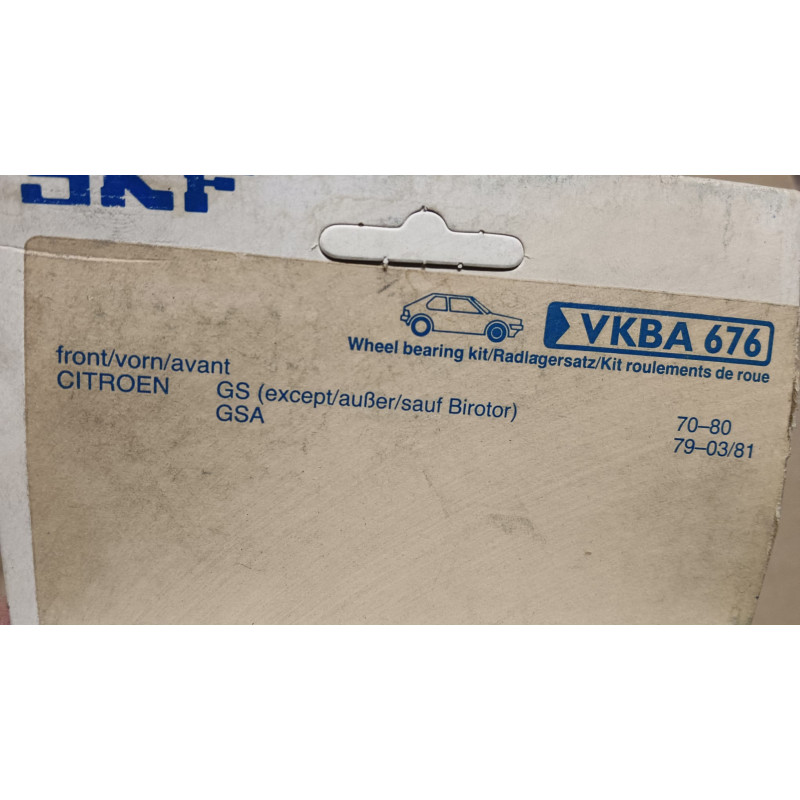 SKF
VKBA 676
Wheel bearing kit/Radlagersatz/Kit roulements de roue
front/vorn/avant
CITROEN GS (except/außer/sauf Birotor) 70–80
GSA 79–03/81